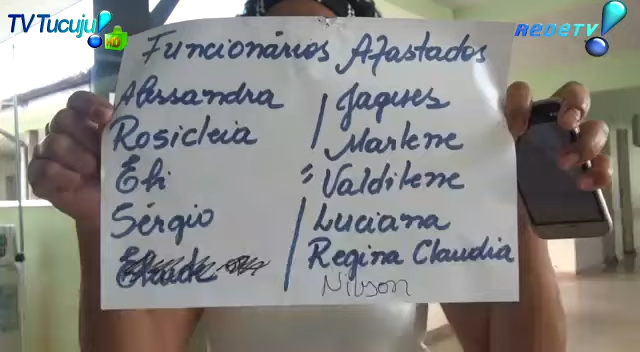 TV Tucuju!
REDETV!
Funcionários Afastados
Alessandra
Rosicleia
Eli
Sérgio
Jaques
Marlene
Valdilene
Luciana
Regina Claudia
Nilson